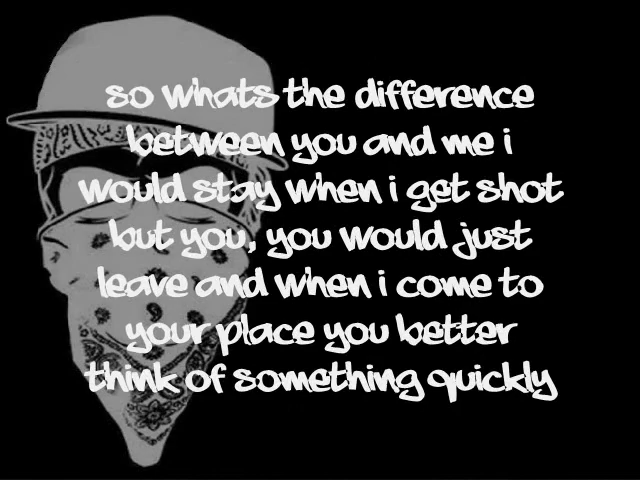 so whats the difference
between you and me i
would stay when i get shot
but you, you would just
leave and when i come to
your place you better
think of something quickly